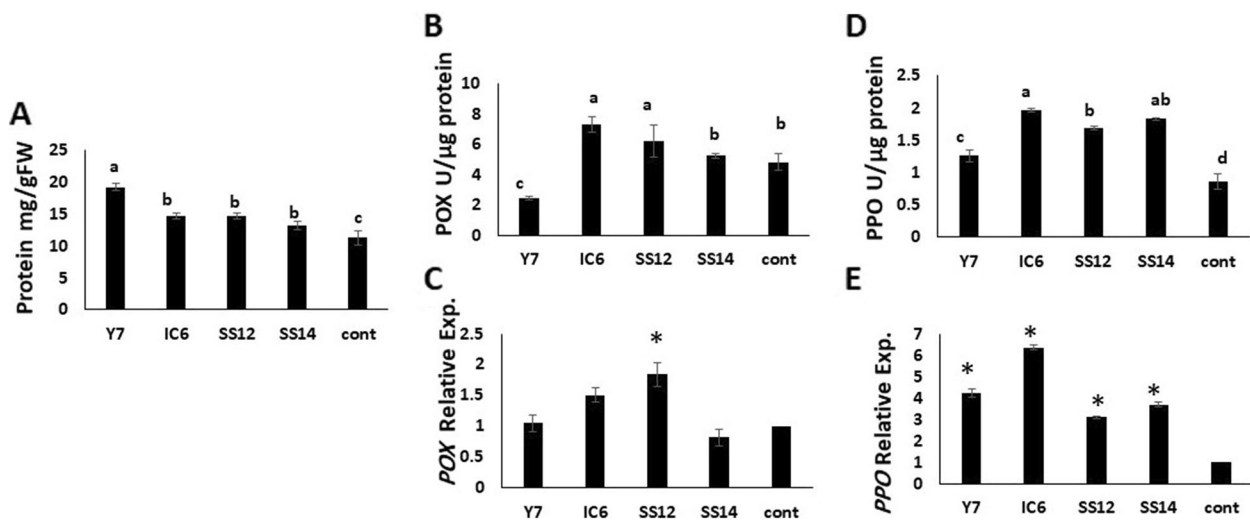 A
Protein mg/gFW
25
20
15
10
5
0
a
b
b
b
c
Y7 IC6 SS12 SS14 cont
B
POX U/µg protein
10
8
6
4
2
0
c
a
a
b
b
Y7 IC6 SS12 SS14 cont
C
POX Relative Exp.
2.5
2
1.5
1
0.5
0
*
Y7 IC6 SS12 SS14 cont
D
PPO U/µg protein
2.5
2
1.5
1
0.5
0
c
a
b
ab
d
Y7 IC6 SS12 SS14 cont
E
PPO Relative Exp.
7
6
5
4
3
2
1
0
*
*
*
*
Y7 IC6 SS12 SS14 cont